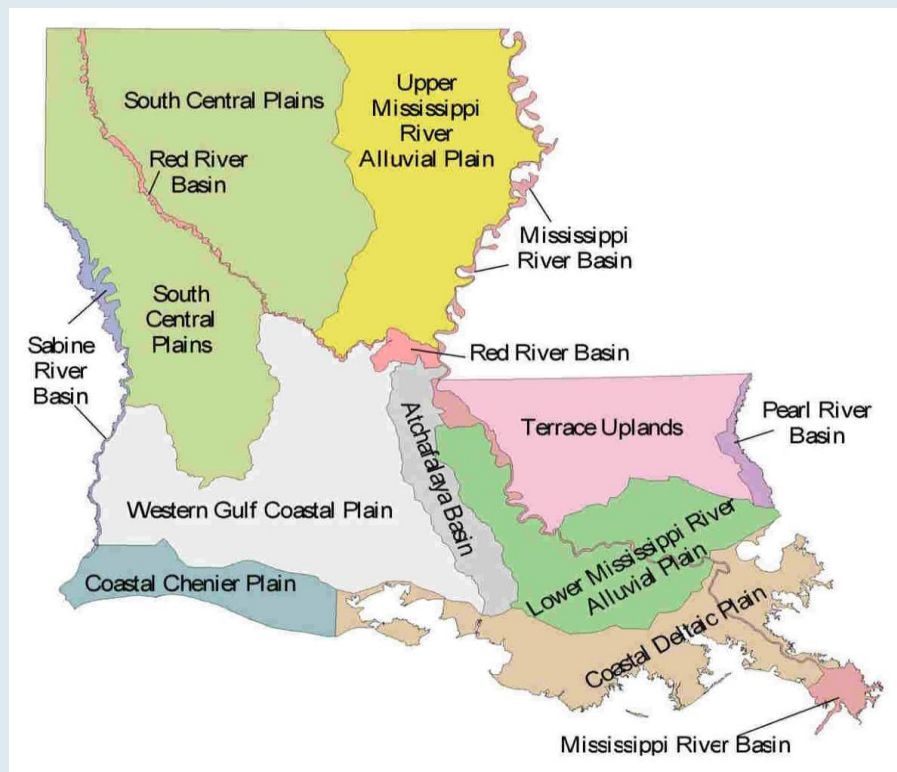 South Central Plains
Upper
Mississippi
River
Alluvial Plain
Red River
Basin
Mississippi
River Basin
South
Central
Plains
Sabine
River
Basin
Red River Basin
Atchafalaya Basin
Terrace Uplands
Pearl River
Basin
Western Gulf Coastal Plain
Lower Mississippi River
Alluvial Plain
Coastal Chenier Plain
Coastal Deltaic Plain
Mississippi River Basin